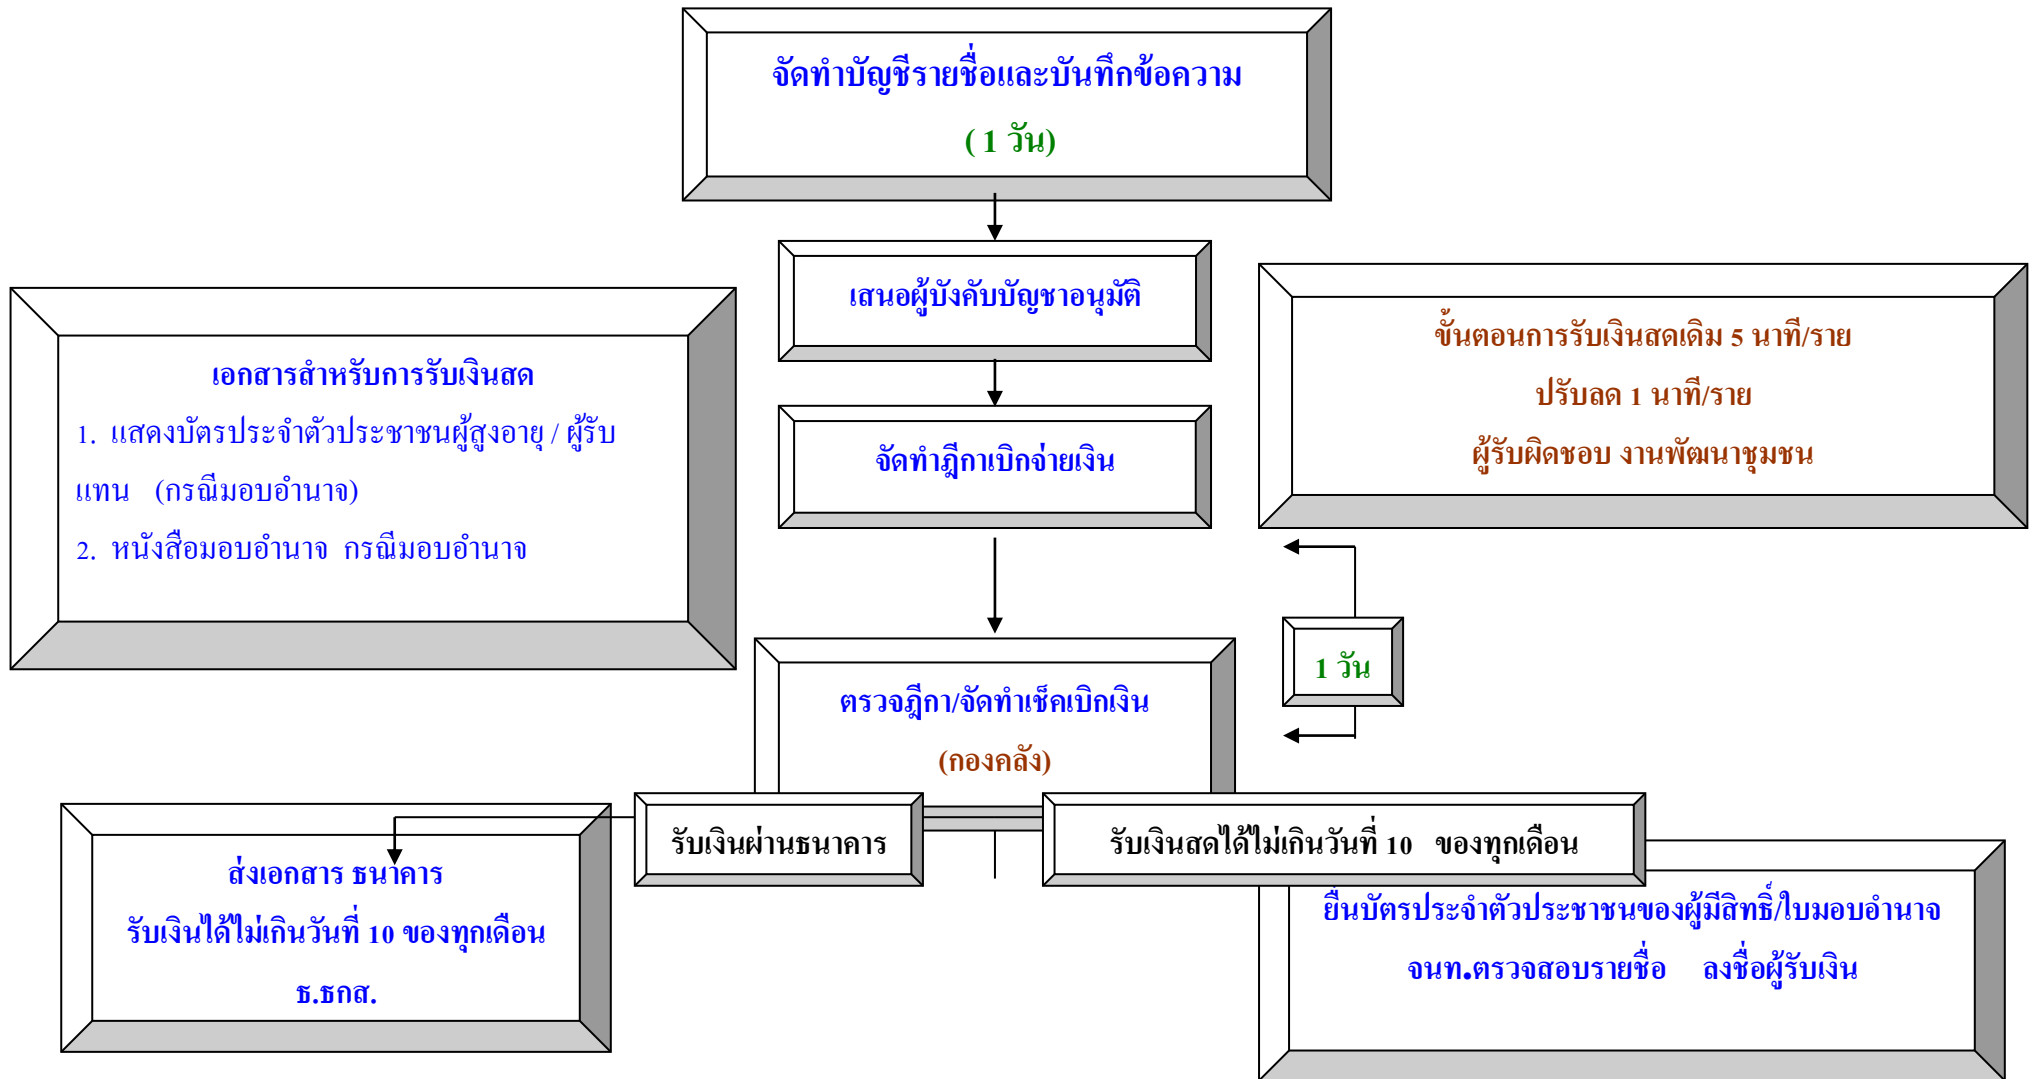 จัดทำบัญชีรายชื่อและบันทึกข้อความ
( 1 วัน)
เสนอผู้บังคับบัญชาอนุมัติ
เอกสารสำหรับการรับเงินสด
1. แสดงบัตรประจำตัวประชาชนผู้สูงอายุ / ผู้รับ
แทน (กรณีมอบอำนาจ)
2. หนังสือมอบอำนาจ กรณีมอบอำนาจ
จัดทำฎีกาเบิกจ่ายเงิน
ขั้นตอนการรับเงินสดเดิม 5 นาที/ราย
ปรับลด 1 นาที/ราย
ผู้รับผิดชอบ งานพัฒนาชุมชน
1 วัน
ตรวจฎีกา/จัดทำเช็คเบิกเงิน
(กองคลัง)
รับเงินผ่านธนาคาร
รับเงินสดได้ไม่เกินวันที่ 10 ของทุกเดือน
ส่งเอกสาร ธนาคาร
รับเงินได้ไม่เกินวันที่ 10 ของทุกเดือน
ธ.ธกส.
ยื่นบัตรประจำตัวประชาชนของผู้มีสิทธิ์/ใบมอบอำนาจ
จนท.ตรวจสอบรายชื่อ ลงชื่อผู้รับเงิน